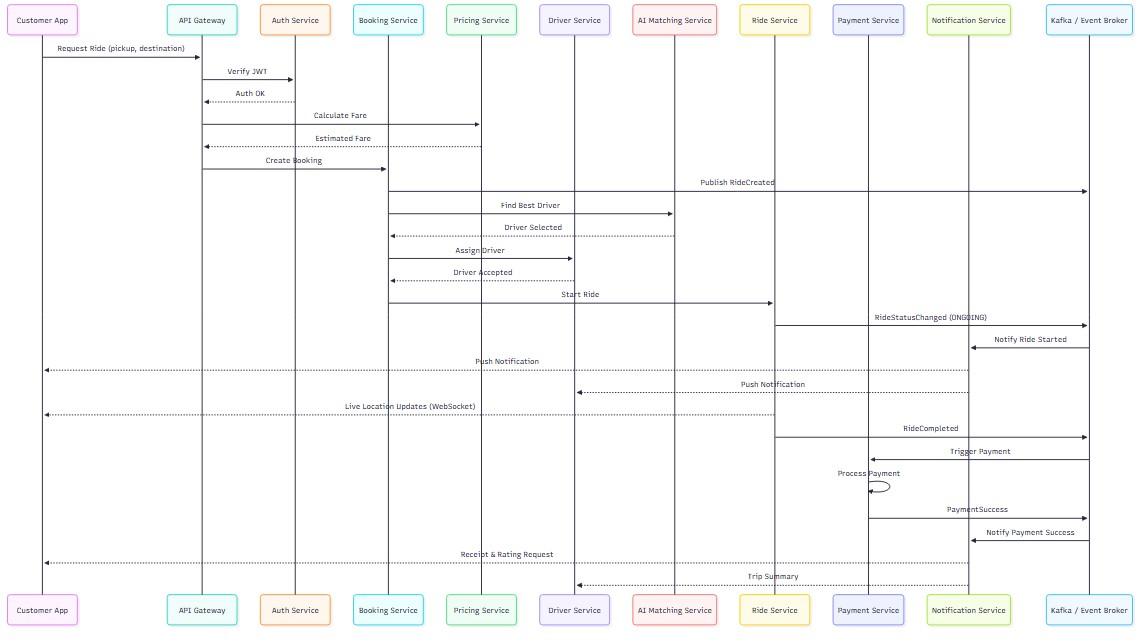 Customer App
API Gateway
Auth Service
Booking Service
Pricing Service
Driver Service
AI Matching Service
Ride Service
Payment Service
Notification Service
Kafka / Event Broker
Request Ride (pickup, destination)
Verify JWT
Auth OK
Calculate Fare
Estimated Fare
Create Booking
Publish RideCreated
Find Best Driver
Driver Selected
Assign Driver
Driver Accepted
Start Ride
RideStatusChanged (ONGOING)
Notify Ride Started
Push Notification
Push Notification
Live Location Updates (WebSocket)
RideCompleted
Trigger Payment
Process Payment
PaymentSuccess
Notify Payment Success
Receipt & Rating Request
Trip Summary
Customer App
API Gateway
Auth Service
Booking Service
Pricing Service
Driver Service
AI Matching Service
Ride Service
Payment Service
Notification Service
Kafka / Event Broker